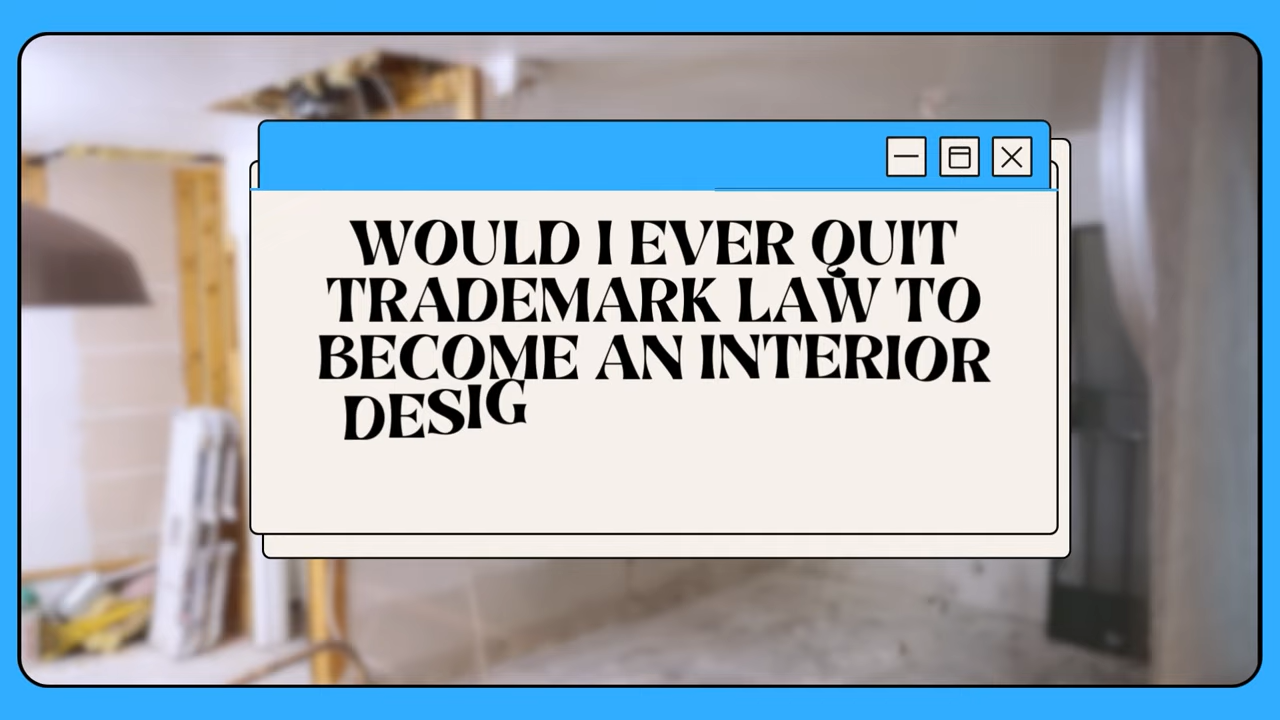 WOULD I EVER QUIT
TRADEMARK LAW TO
BECOME AN INTERIOR
DESIG